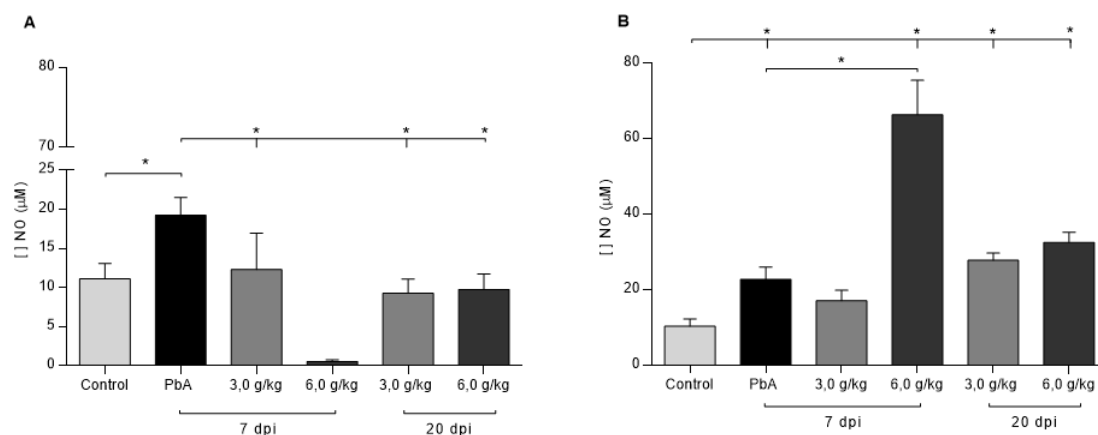 A
80
70
25
20
15
10
5
0
[ ] NO (μM)
*
* * *
Control PbA 3,0 g/kg 6,0 g/kg 3,0 g/kg 6,0 g/kg
7 dpi 20 dpi
B
80
60
40
20
0
[ ] NO (μM)
* * * *
*
Control PbA 3,0 g/kg 6,0 g/kg 3,0 g/kg 6,0 g/kg
7 dpi 20 dpi